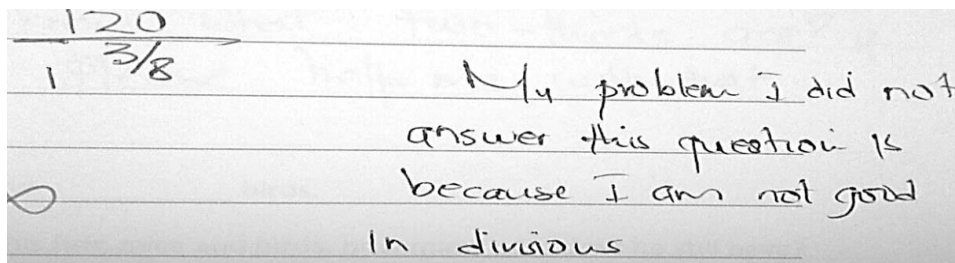 120
1 3/8
My problem I did not
answer this question is
because I am not good
In divisions